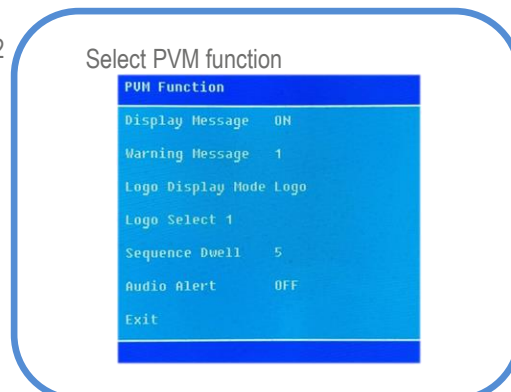 2
Select PVM function
PVM Function
Display Message ON
Warning Message 1
Logo Display Mode Logo
Logo Select 1
Sequence Dwell 5
Audio Alert OFF
Exit